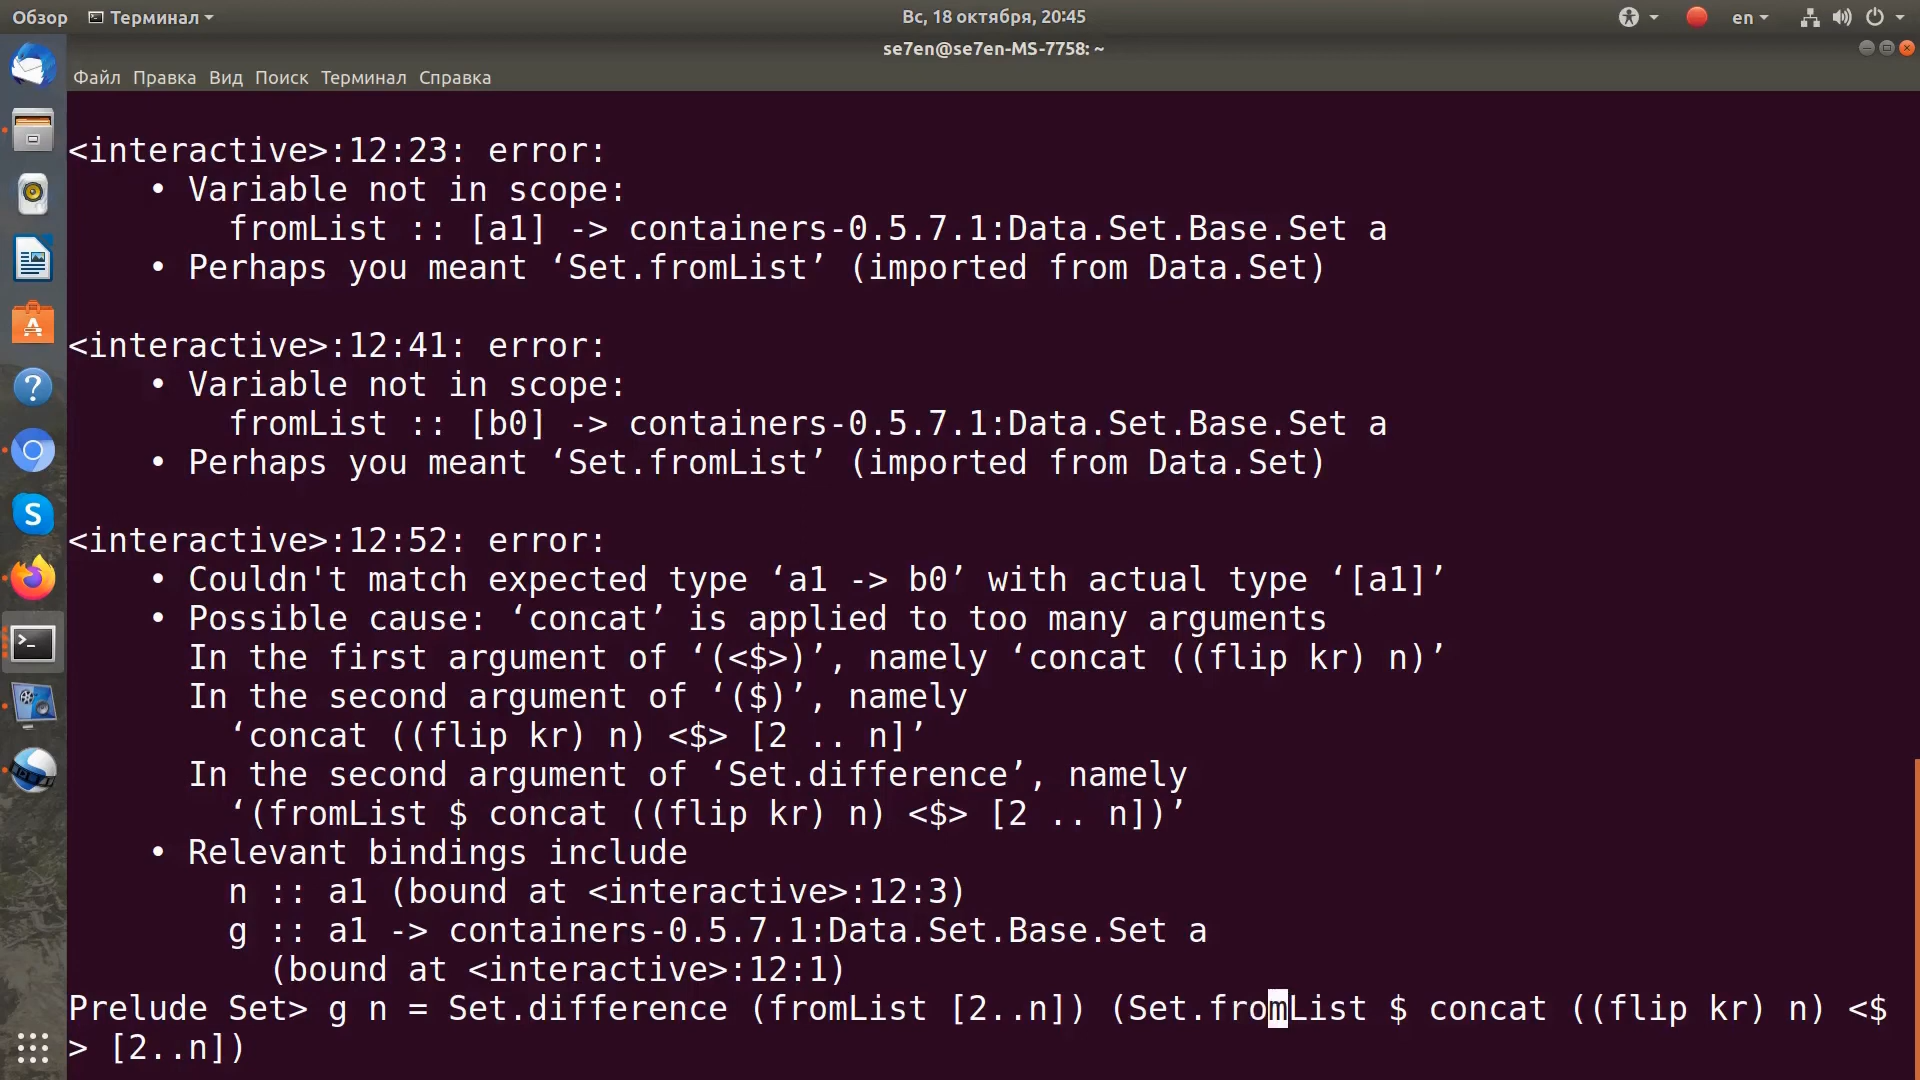 Обзор Терминал Вс, 18 октября, 20:45 en
se7en@se7en-MS-7758: ~
Файл Правка Вид Поиск Терминал Справка
<interactive>:12:23: error:
• Variable not in scope:
fromList :: [a1] -> containers-0.5.7.1:Data.Set.Base.Set a
• Perhaps you meant ‘Set.fromList’ (imported from Data.Set)
<interactive>:12:41: error:
• Variable not in scope:
fromList :: [b0] -> containers-0.5.7.1:Data.Set.Base.Set a
• Perhaps you meant ‘Set.fromList’ (imported from Data.Set)
<interactive>:12:52: error:
• Couldn't match expected type ‘a1 -> b0’ with actual type ‘[a1]’
• Possible cause: ‘concat’ is applied to too many arguments
In the first argument of ‘(<$>)’, namely ‘concat ((flip kr) n)’
In the second argument of ‘($)’, namely
‘concat ((flip kr) n) <$> [2 .. n]’
In the second argument of ‘Set.difference’, namely
‘(fromList $ concat ((flip kr) n) <$> [2 .. n])’
• Relevant bindings include
n :: a1 (bound at <interactive>:12:3)
g :: a1 -> containers-0.5.7.1:Data.Set.Base.Set a
(bound at <interactive>:12:1)
Prelude Set> g n = Set.difference (fromList [2..n]) (Set.fromList $ concat ((flip kr) n) <$
> [2..n])